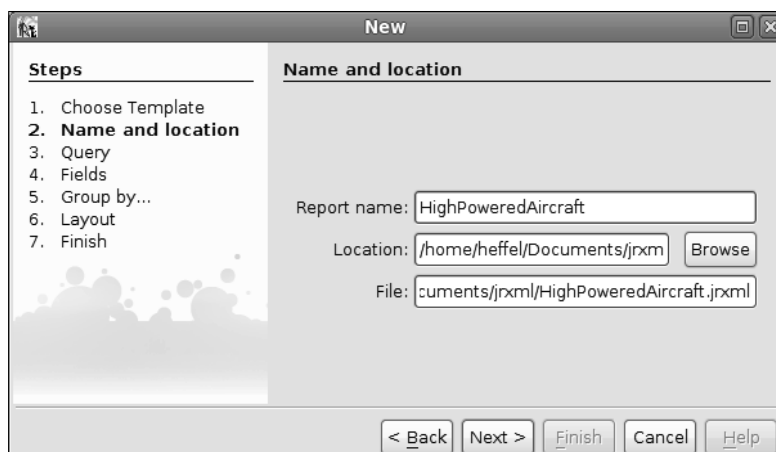 New
Steps
1. Choose Template
2. Name and location
3. Query
4. Fields
5. Group by...
6. Layout
7. Finish
Name and location
Report name: HighPoweredAircraft
Location: /home/heffel/Documents/jrxm Browse
File: cuments/jrxml/HighPoweredAircraft.jrxml
< Back Next > Finish Cancel Help